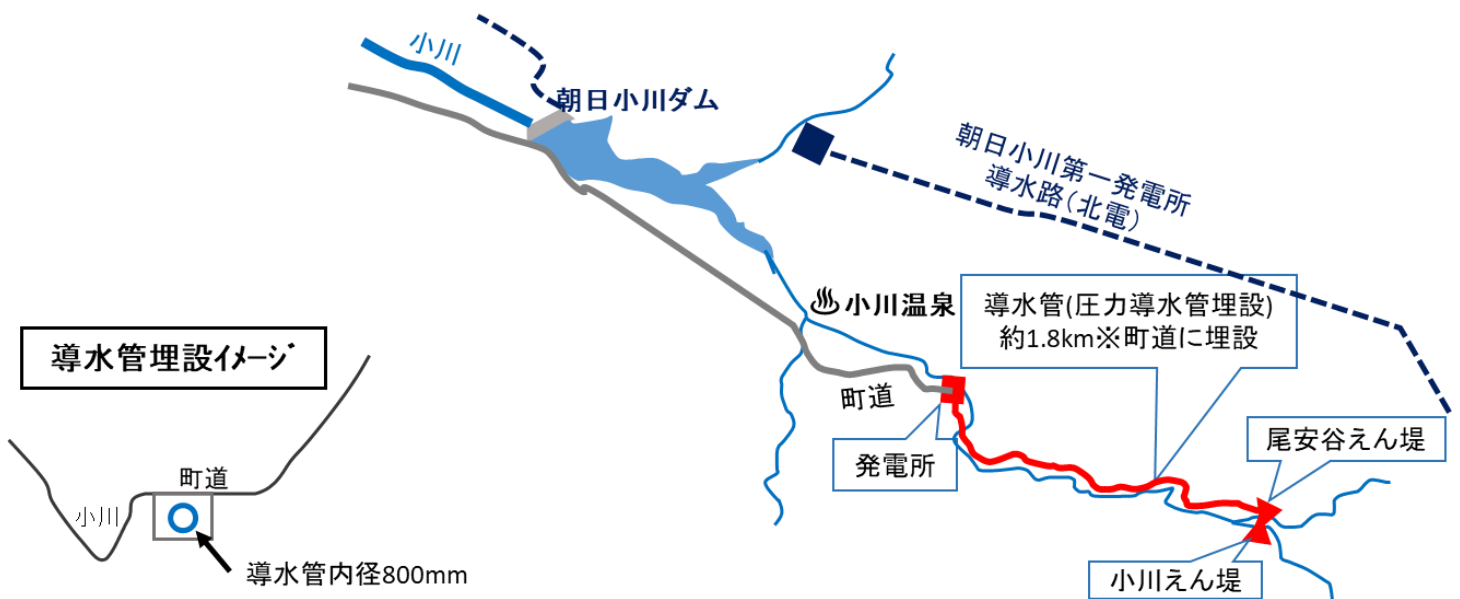 小川
朝日小川ダム
朝日小川第一発電所
導水路(北電)
小川温泉
導水管(圧力導水管埋設)
約1.8km※町道に埋設
町道
発電所
尾安谷えん堤
小川えん堤
導水管埋設イメージ
町道
小川
導水管内径800mm